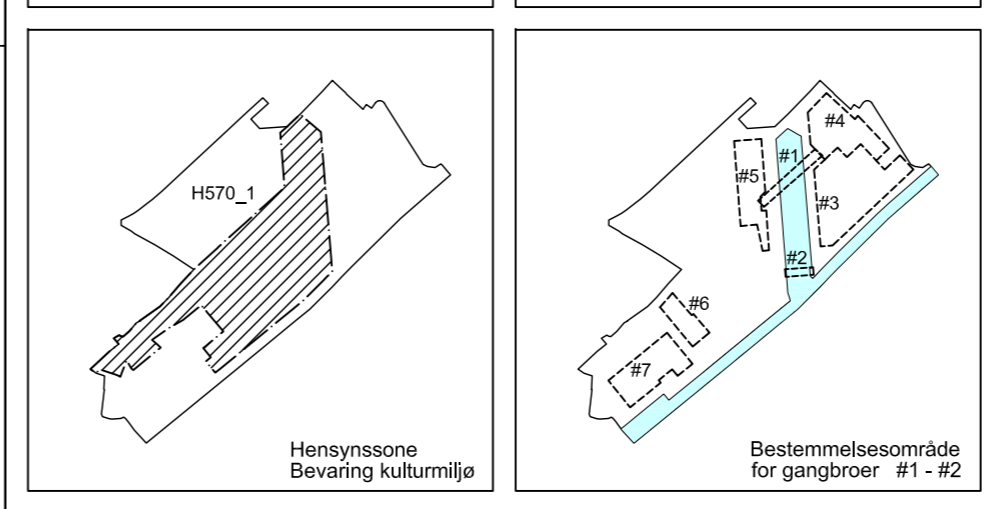 H570_1
Hensynssone
Bevaring kulturmiljø
#4
#1
#5
#3
#2
#6
#7
Bestemmelsesområde
for gangbroer #1 - #2